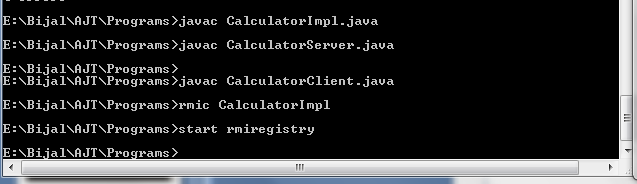 E:\Bijal\AJT\Programs>javac CalculatorImpl.java
E:\Bijal\AJT\Programs>javac CalculatorServer.java
E:\Bijal\AJT\Programs>
E:\Bijal\AJT\Programs>javac CalculatorClient.java
E:\Bijal\AJT\Programs>rmic CalculatorImpl
E:\Bijal\AJT\Programs>start rmiregistry
E:\Bijal\AJT\Programs>